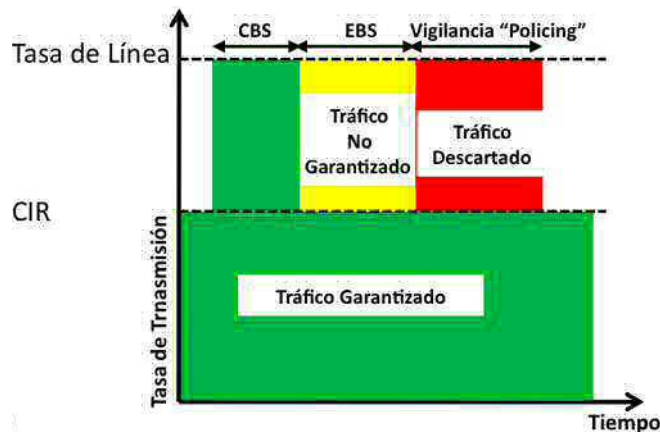 CBS EBS Vigilancia “Policing”
Tasa de Línea
Tráfico
No
Garantizado
Tráfico
Descartado
CIR
Tasa de Trnasmisión
Tráfico Garantizado
Tiempo